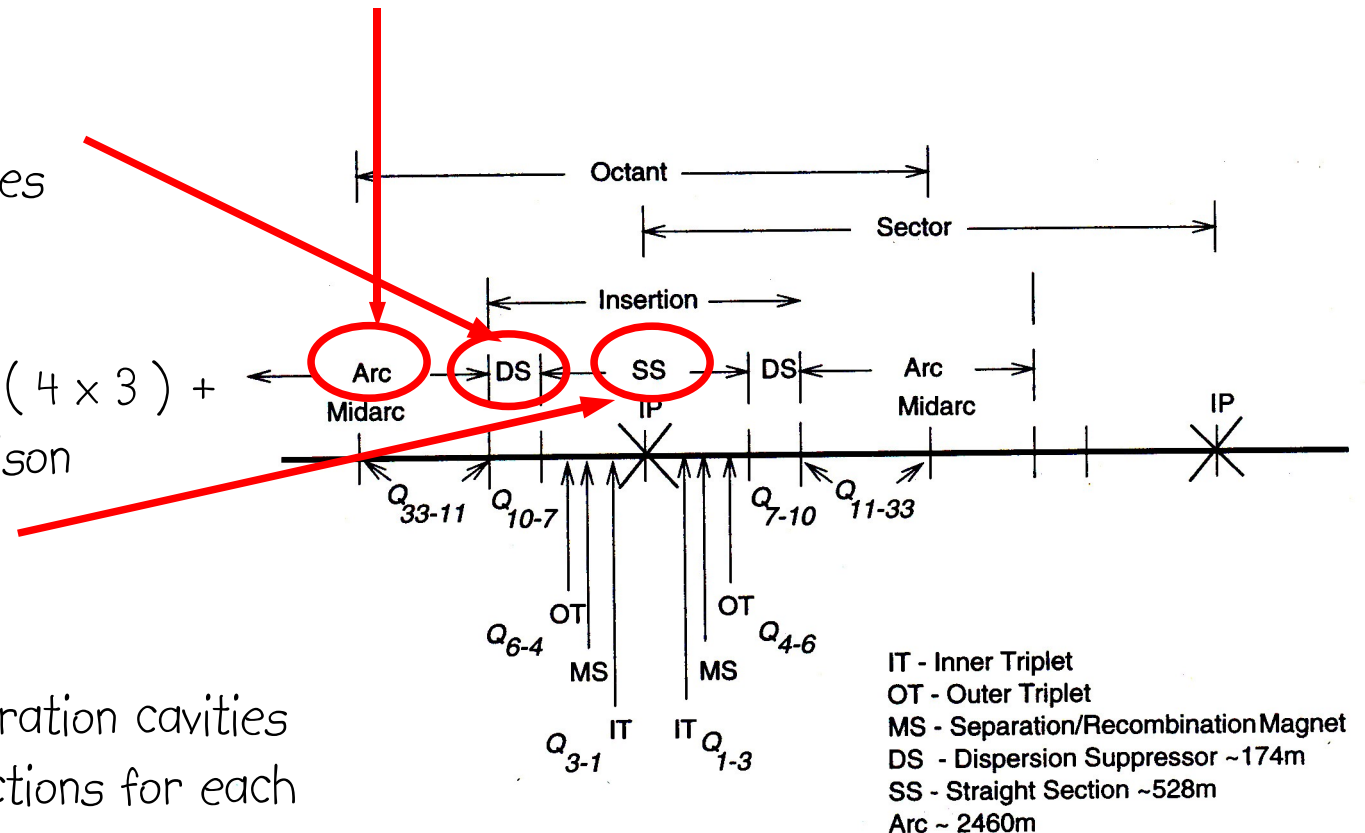 es
( 4 x 3 ) +
son
ration cavities
ctions for each
Octant
Sector
Insertion
Arc
DS
SS
DS
Arc
Midarc
IP
Midarc
IP
Q33-11
Q10-7
Q7-10
Q11-33
OT
OT
Q6-4
Q4-6
MS
MS
IT
IT
Q3-1
Q1-3
IT - Inner Triplet
OT - Outer Triplet
MS - Separation/Recombination Magnet
DS - Dispersion Suppressor ~174m
SS - Straight Section ~528m
Arc ~ 2460m